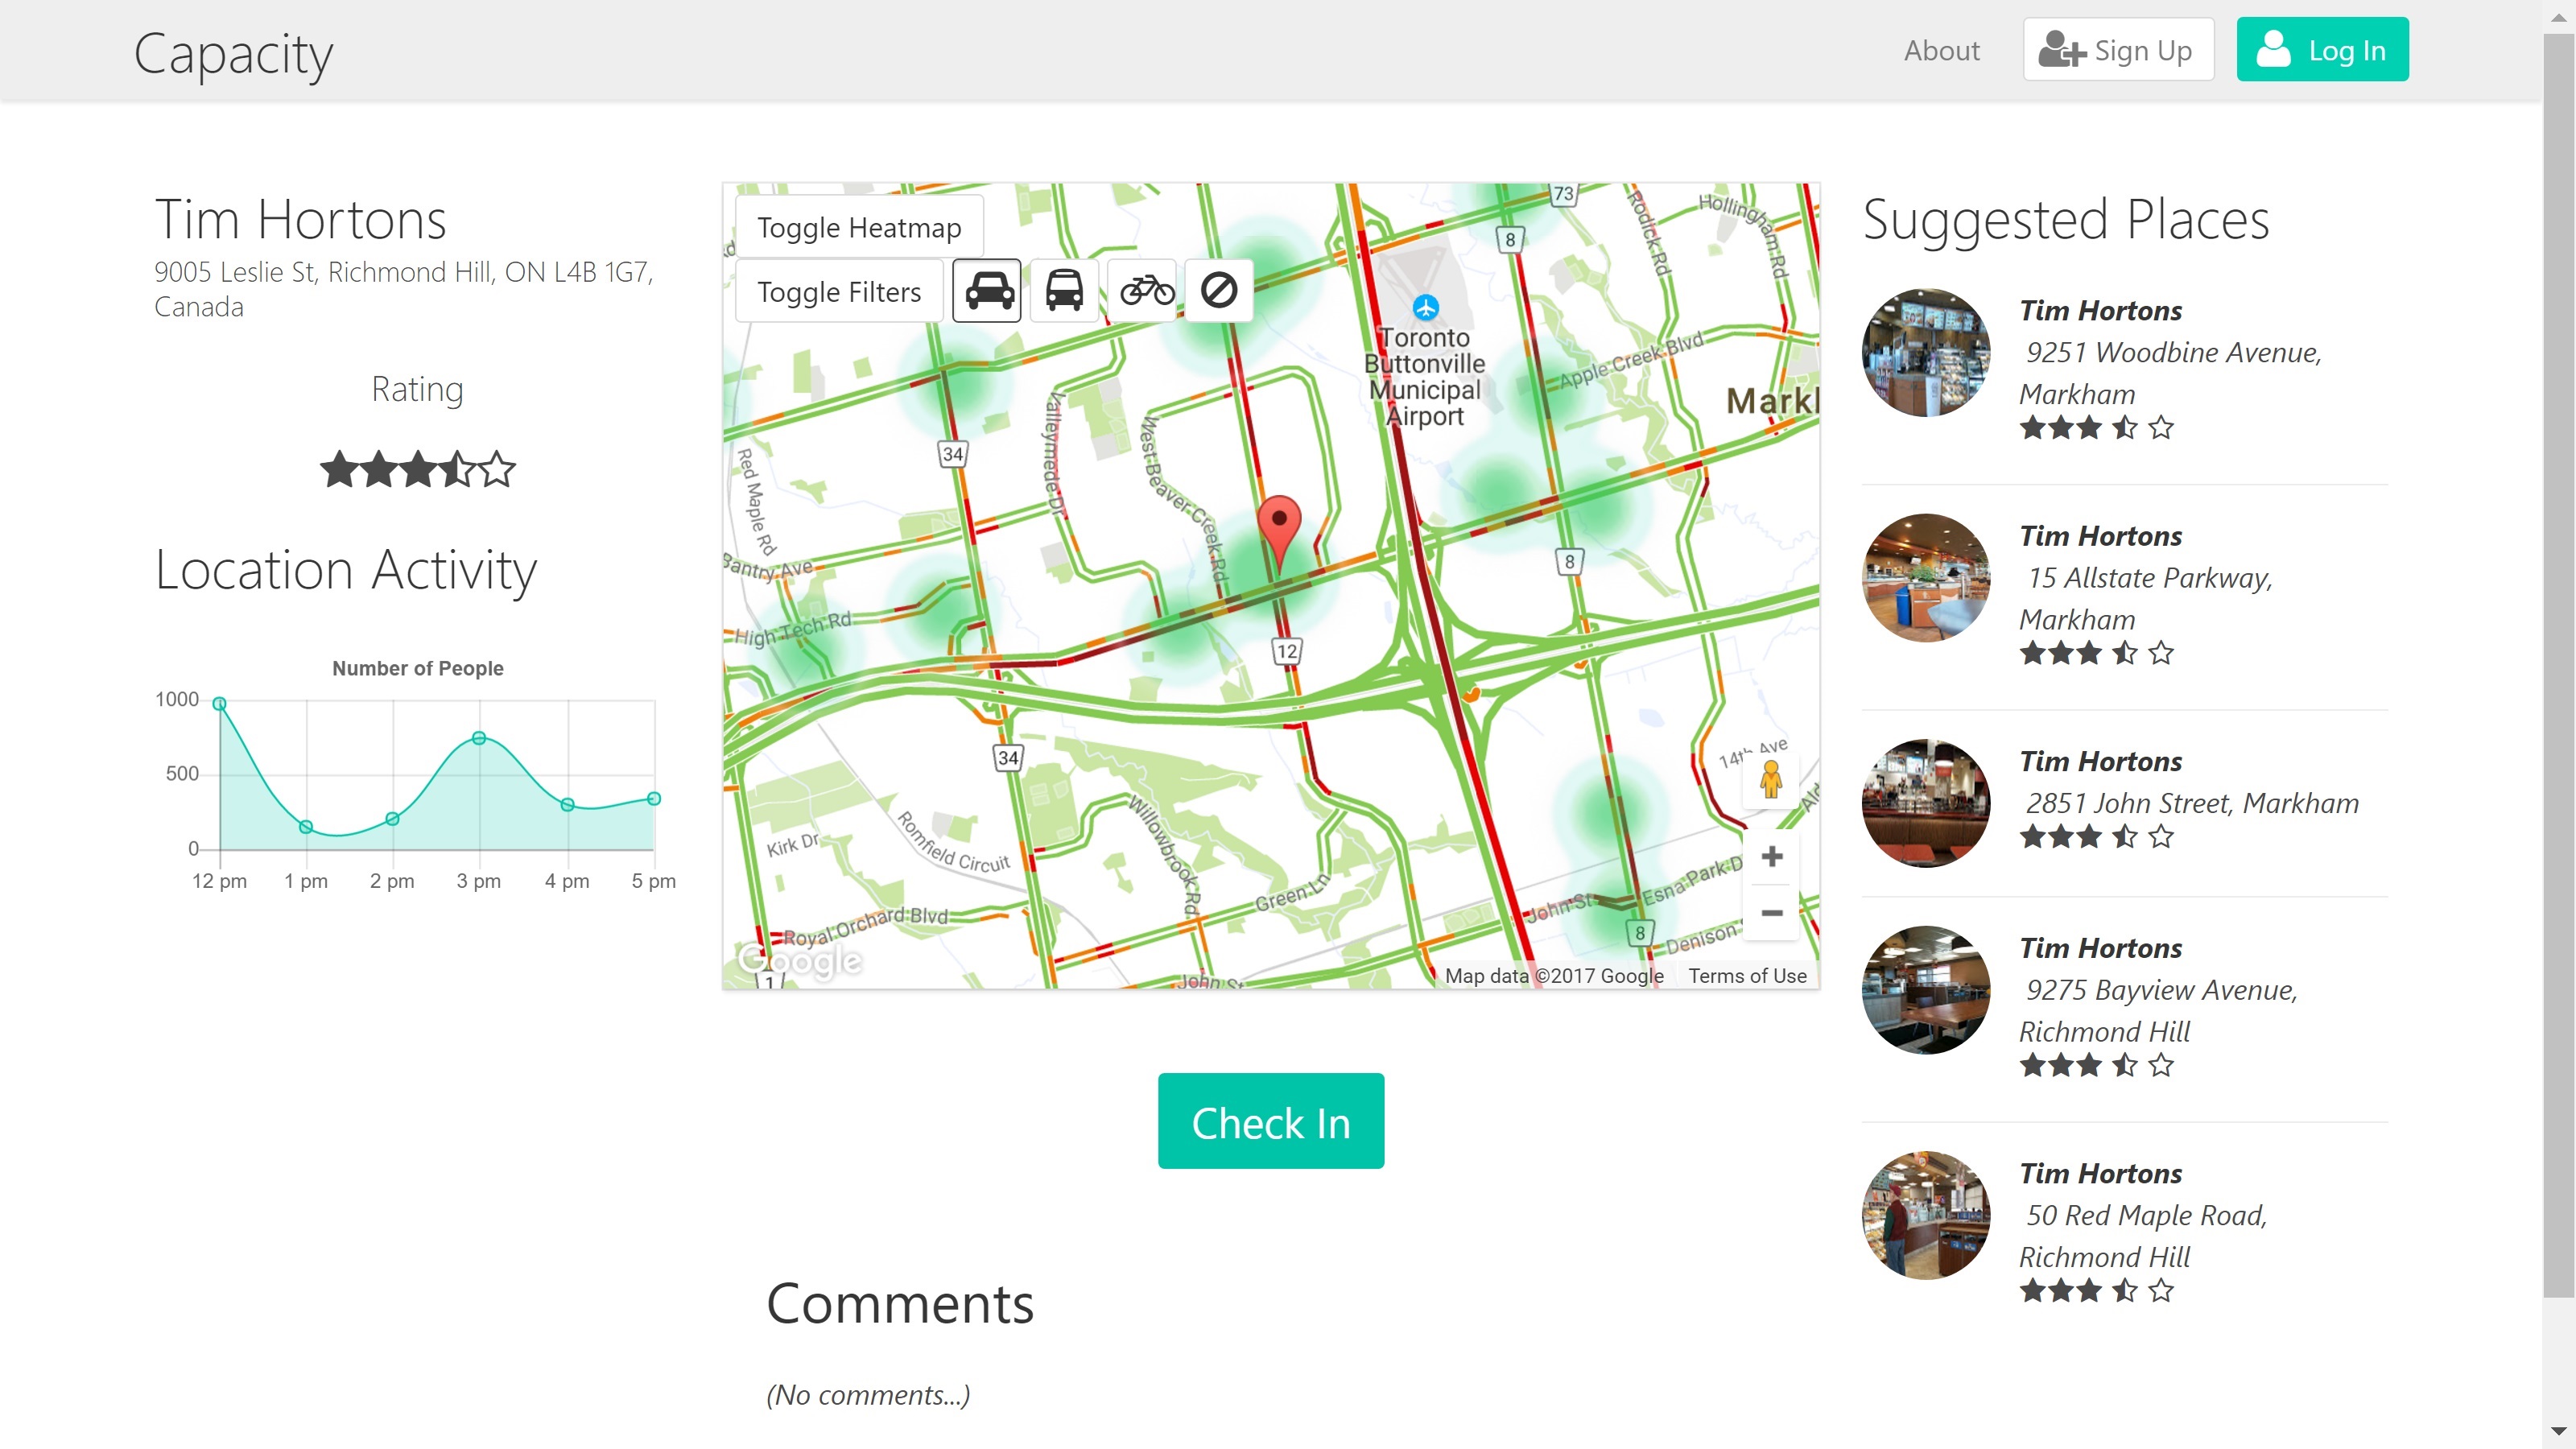 Capacity
About
Sign Up
Log In
Tim Hortons
9005 Leslie St, Richmond Hill, ON L4B 1G7,
Canada
Rating
Location Activity
Number of People
1000
500
0
12 pm 1 pm 2 pm 3 pm 4 pm 5 pm
Toggle Heatmap
Toggle Filters
73
8
Rodick Rd
Hollingham Rd
Toronto
Buttonville
Municipal
Airport
Apple Creek Blvd
Markl
34
Valleymede Dr
West Beaver Creek Rd
Red Maple Rd
8
Bantry Ave
High Tech Rd
12
34
14th Ave
Kirk Dr
Romfield Circuit
Willowbrook Rd
Green Ln
Royal Orchard Blvd
John St
Esna Park D
8
Denison
John St
1
Google
Map data ©2017 Google
Terms of Use
Check In
Comments
(No comments...)
Suggested Places
Tim Hortons
9251 Woodbine Avenue,
Markham
Tim Hortons
15 Allstate Parkway,
Markham
Tim Hortons
2851 John Street, Markham
Tim Hortons
9275 Bayview Avenue,
Richmond Hill
Tim Hortons
50 Red Maple Road,
Richmond Hill